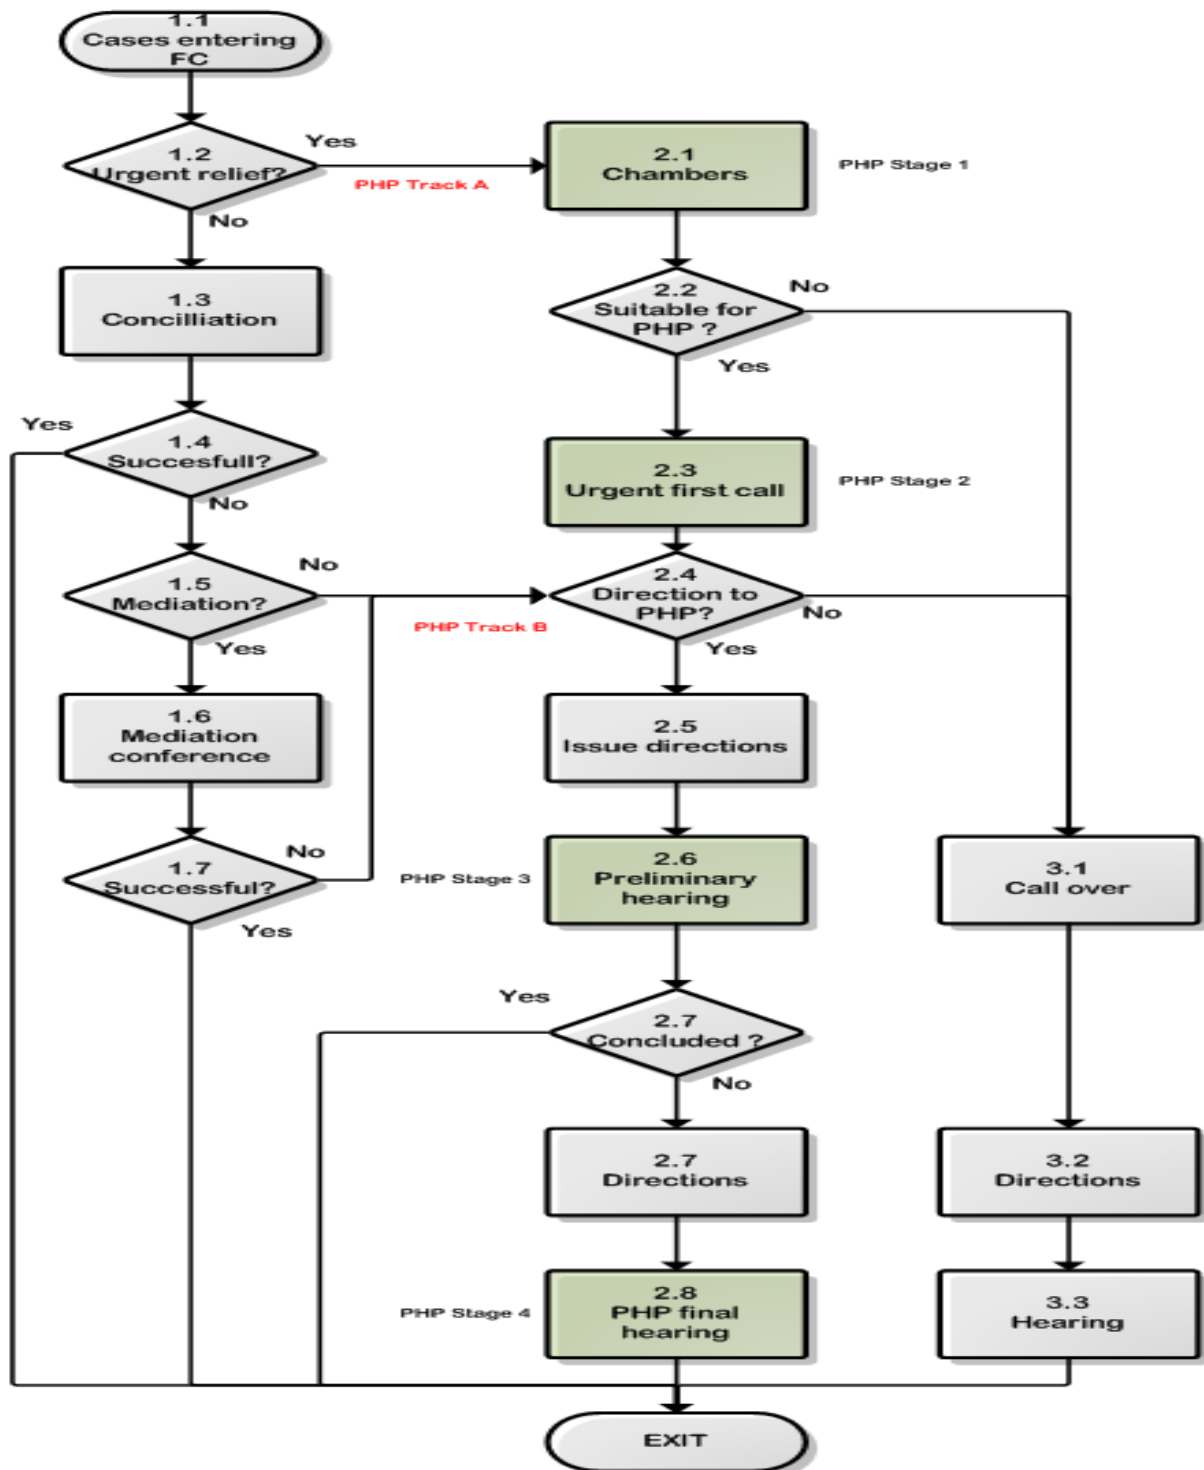 1.1
Cases entering
FC
1.2
Urgent relief?
Yes
PHP Track A
No
2.1
Chambers
PHP Stage 1
1.3
Concilliation
2.2
Suitable for
PHP ?
No
Yes
Yes
1.4
Succesfull?
No
2.3
Urgent first call
PHP Stage 2
1.5
Mediation?
No
Yes
PHP Track B
2.4
Direction to
PHP?
No
Yes
1.6
Mediation
conference
2.5
Issue directions
1.7
Successful?
No
Yes
PHP Stage 3
2.6
Preliminary
hearing
3.1
Call over
Yes
2.7
Concluded ?
No
2.7
Directions
3.2
Directions
PHP Stage 4
2.8
PHP final
hearing
3.3
Hearing
EXIT